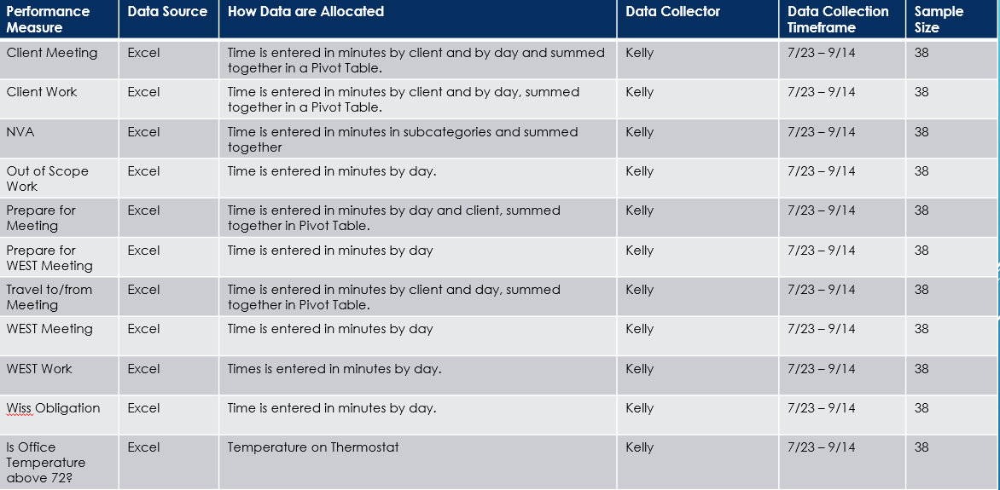 Performance Measure | Data Source | How Data are Allocated | Data Collector | Data Collection Timeframe | Sample Size
Client Meeting | Excel | Time is entered in minutes by client and by day and summed together in a Pivot Table. | Kelly | 7/23 – 9/14 | 38
Client Work | Excel | Time is entered in minutes by client and by day, summed together in a Pivot Table. | Kelly | 7/23 – 9/14 | 38
NVA | Excel | Time is entered in minutes in subcategories and summed together | Kelly | 7/23 – 9/14 | 38
Out of Scope Work | Excel | Time is entered in minutes by day. | Kelly | 7/23 – 9/14 | 38
Prepare for Meeting | Excel | Time is entered in minutes by day and client, summed together in Pivot Table. | Kelly | 7/23 – 9/14 | 38
Prepare for WEST Meeting | Excel | Time is entered in minutes by day | Kelly | 7/23 – 9/14 | 38
Travel to/from Meeting | Excel | Time is entered in minutes by client and day, summed together in Pivot Table. | Kelly | 7/23 – 9/14 | 38
WEST Meeting | Excel | Time is entered in minutes by day | Kelly | 7/23 – 9/14 | 38
WEST Work | Excel | Times is entered in minutes by day. | Kelly | 7/23 – 9/14 | 38
Wiss Obligation | Excel | Time is entered in minutes by day. | Kelly | 7/23 – 9/14 | 38
Is Office Temperature above 72? | Excel | Temperature on Thermostat | Kelly | 7/23 – 9/14 | 38